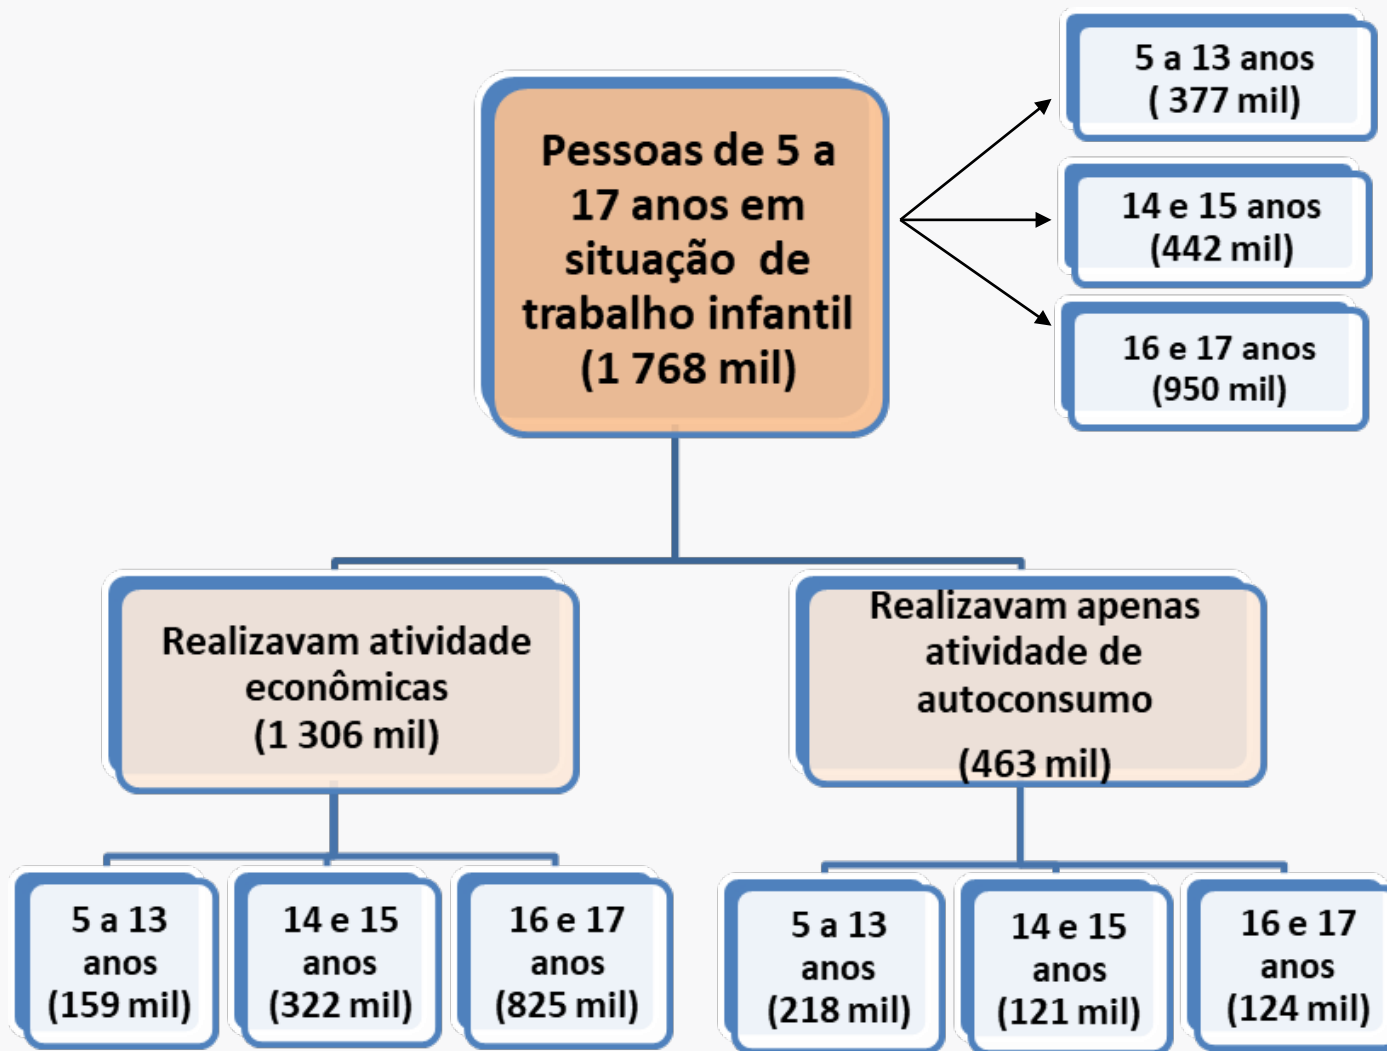 Pessoas de 5 a
17 anos em
situação de
trabalho infantil
(1 768 mil)
5 a 13 anos
( 377 mil)
14 e 15 anos
(442 mil)
16 e 17 anos
(950 mil)
Realizavam atividade
econômicas
(1 306 mil)
Realizavam apenas
atividade de
autoconsumo
(463 mil)
5 a 13
anos
(159 mil)
14 e 15
anos
(322 mil)
16 e 17
anos
(825 mil)
5 a 13
anos
(218 mil)
14 e 15
anos
(121 mil)
16 e 17
anos
(124 mil)